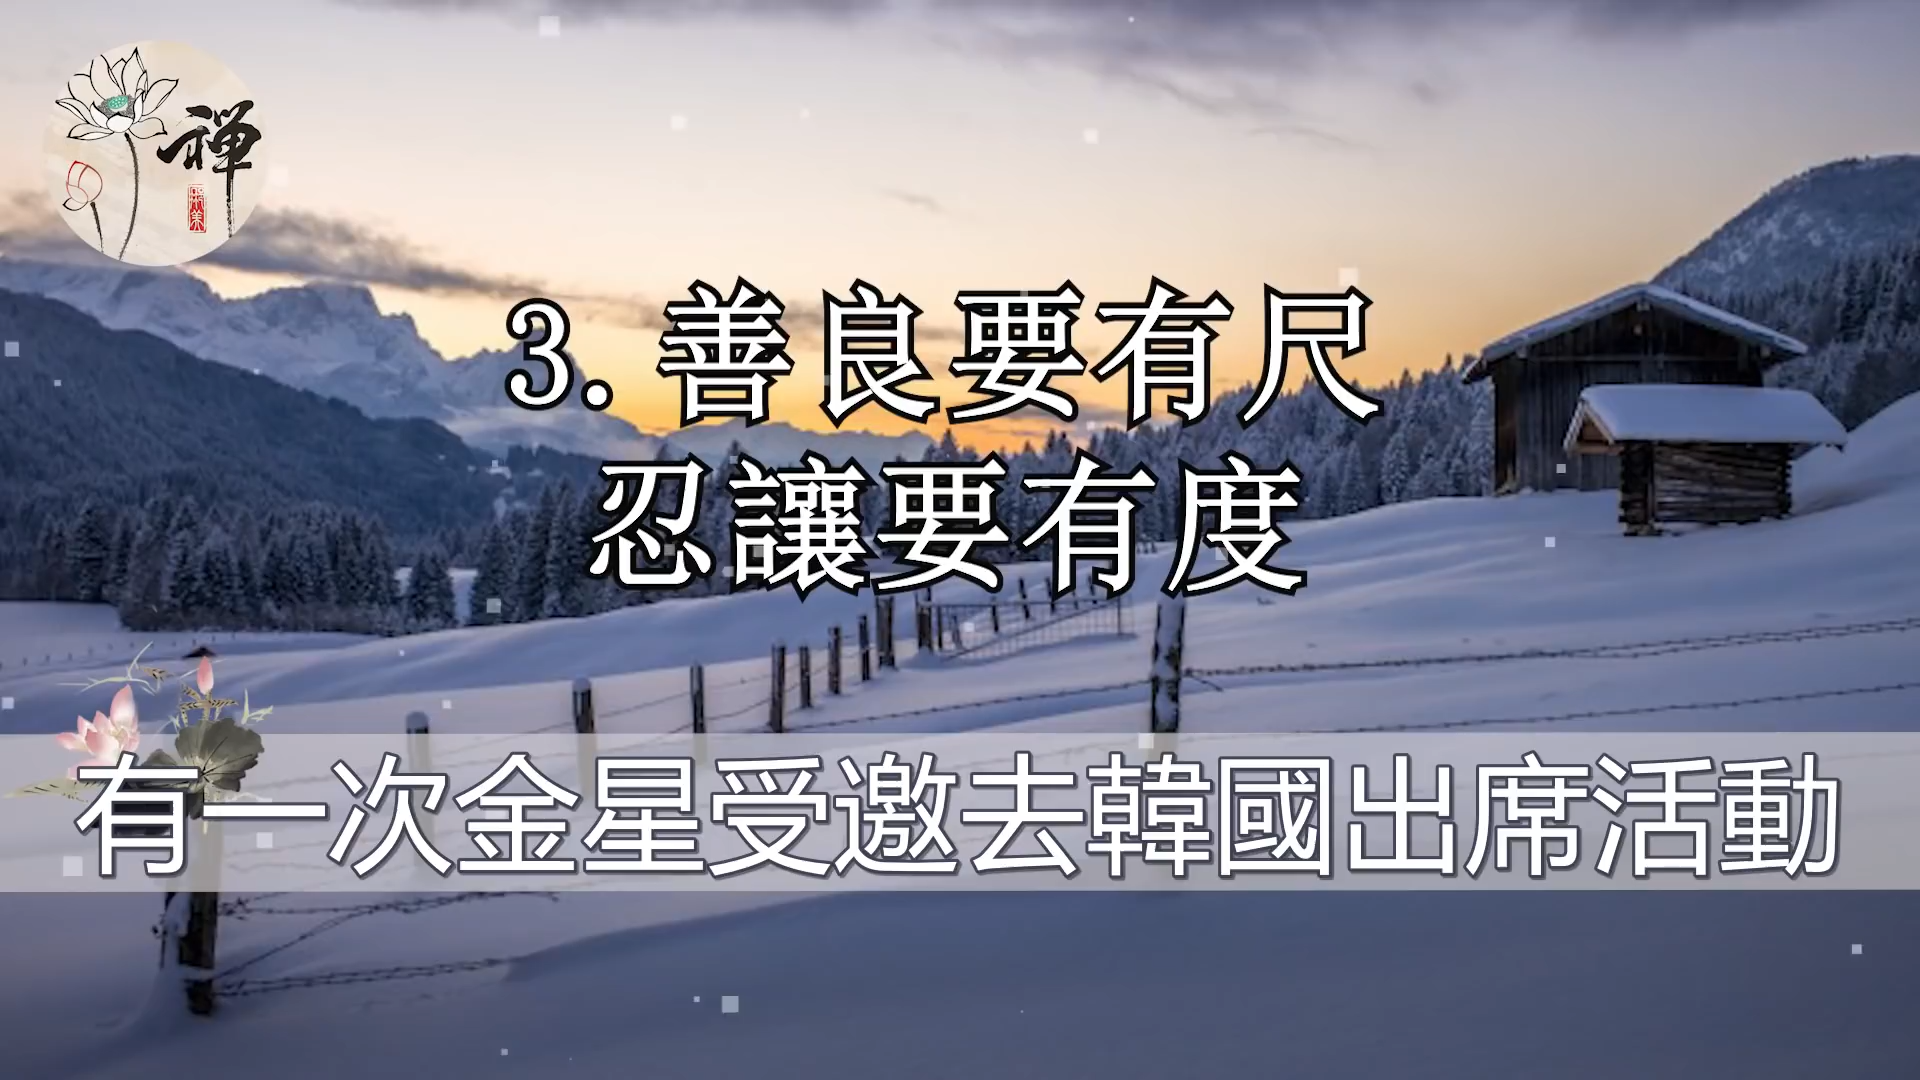 禅
3.善良要有尺
忍讓要有度
有一次金星受邀去韓國出席活動